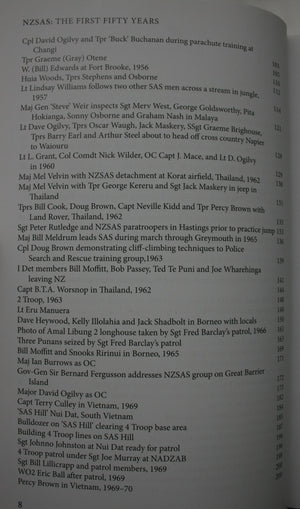 NZSAS: THE FIRST FIFTY YEARS
Cpl David Ogilvy and Tpr 'Buck' Buchanan during parachute training at
Changi 101
Tpr Graeme (Gray) Otene
W. (Bill) Edwards at Fort Brooke, 1956
Huia Woods, Tprs Stephens and Osborne
Lt Lindsay Williams follows two other SAS men across a stream in jungle,
1957
Maj Gen 'Steve' Weir inspects Sgt Merv West, George Goldsworthy, Pita
Hokianga, Sonny Osborne and Graham Nash in Malaya
Lt Dave Ogilvy, Tprs Oscar Waugh, Jack Maskery, SSgt Graeme Brighouse,
Tprs Barry Earl and Arthur Steel about to head off cross country Napier
to Waiouru
Lt L. Grant, Col Comdt Nick Wilder, OC Capt J. Mace, and Lt D. Ogilvy
in 1960
Maj Mel Velvin with NZSAS detachment at Korat airfield, Thailand, 1962
Maj Mel Velvin with Tpr George Kereru and Sgt Jack Maskery in jeep in
Thailand
Tprs Bill Cook, Doug Brown, Capt Neville Kidd and Tpr Percy Brown with
Land Rover, Thailand, 1962
Sgt Peter Rutledge and NZSAS paratroopers in Hastings prior to practice jump 131
Maj Bill Meldrum leads SAS during march through Greymouth in 1965
Cpl Doug Brown demonstrating cliff-climbing techniques to Police
Search and Rescue training group,1963 139
I Det members Bill Moffitt, Bob Passey, Ted Te Puni and Joe Wharehinga
leaving NZ 141
Capt B.T.A. Worsnop in Thailand, 1962
2 Troop, 1963
Lt Eru Manuera
Dave Heywood, Kelly Illolahia and Jack Shadbolt in Borneo with locals
Photo of Amal Libung 2 longhouse taken by Sgt Fred Barclay's patrol, 1966
Three Punans seized by Sgt Fred Barclay's patrol
Bill Moffitt and Snooks Ririnui in Borneo, 1965
Maj Ian Burrows as OC
Gov-Gen Sir Bernard Fergusson addresses NZSAS group on Great Barrier
Island 172
Major David Ogilvy as OC
Capt Terry Culley in Vietnam, 1969
'SAS Hill' Nui Dat, South Vietnam
Bulldozer on 'SAS Hill' clearing 4 Troop base area
Building 4 Troop lines on SAS Hill
Sgt Johnno Johnston at Nui Dat ready for patrol
4 Troop patrol under Sgt Joe Murray at NADZAB
Sgt Bill Lillicrapp and patrol members, 1969
WO2 Eric Ball after patrol, 1969
Percy Brown in Vietnam, 1969–70
8